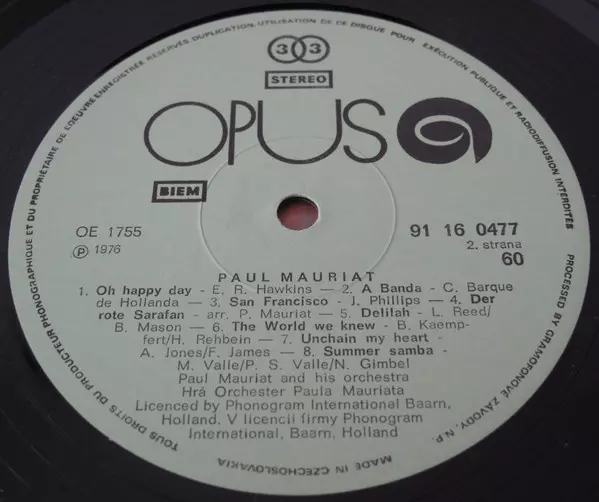 TOUS DROITS DU PRODUCTEUR PHONOGRAPHIQUE ET DU PROPRIÉTAIRE DE L'OEUVRE ENREGISTRÉE RÉSERVÉS DUPLICATION, UTILISATION DE CE DISQUE POUR EXÉCUTION PUBLIQUE ET RADIODIFFUSION INTERDITES
33
STEREO
OPUS
BIEM
OE 1755
91 16 0477
Ⓟ 1976
2. strana
60
PAUL MAURIAT
1. Oh happy day - E. R. Hawkins - 2. A Banda - C. Barque
de Hollanda - 3. San Francisco - J. Phillips - 4. Der
rote Sarafan - arr. P. Mauriat - 5. Delilah - L. Reed/
B. Mason - 6. The World we knew - B. Kaemp-
fert/H. Rehbein - 7. Unchain my heart -
A. Jones/F. James - 8. Summer samba -
M. Valle/P. S. Valle/N. Gimbel
Paul Mauriat and his orchestra
Hrá Orchester Paula Mauriata
Licenced by Phonogram International Baarn,
Holland. V licencii firmy Phonogram
International, Baarn, Holland
MADE IN CZECHOSLOVAKIA
PROCESSED BY GRAMOFONOVÉ ZÁVODY, N.P.